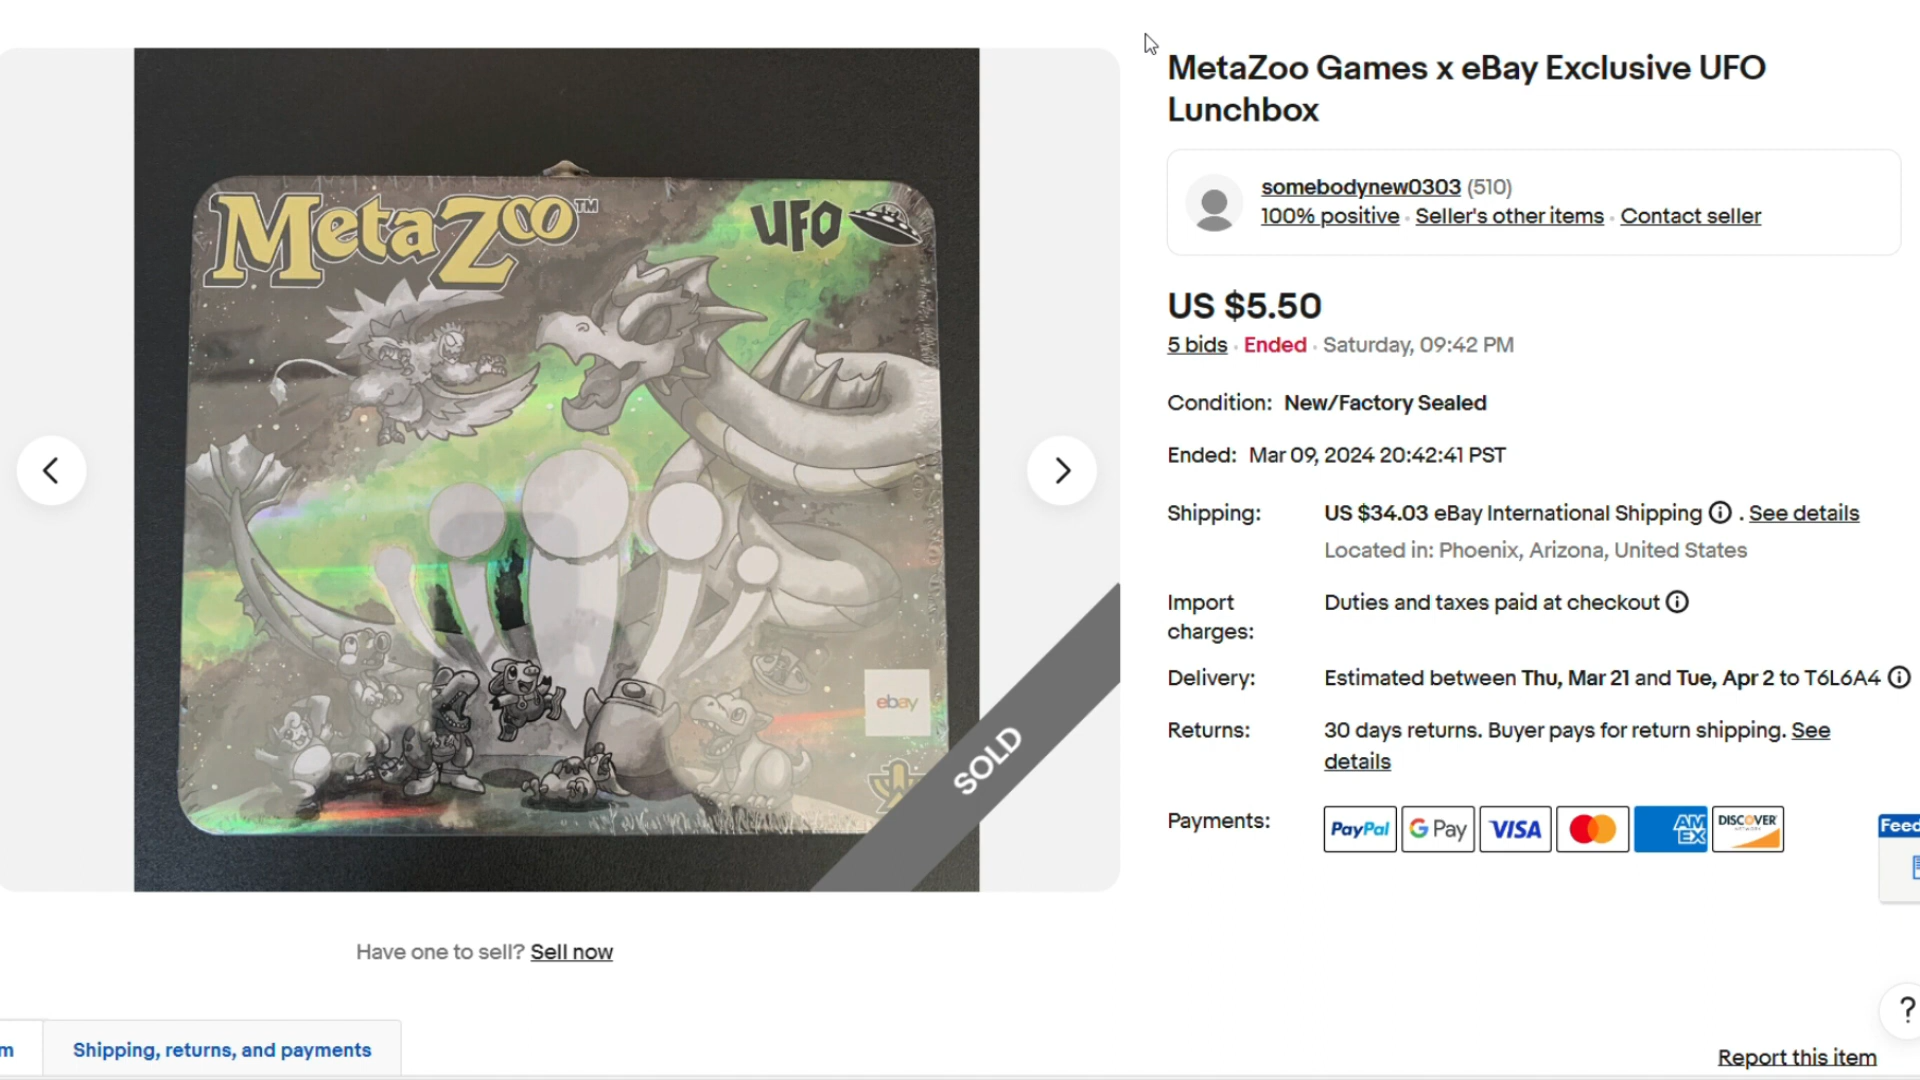 MetaZoo™
UFO
ebay
SOLD
Have one to sell? Sell now
m
Shipping, returns, and payments
MetaZoo Games x eBay Exclusive UFO
Lunchbox
somebodynew0303 (510)
100% positive · Seller's other items · Contact seller
US $5.50
5 bids · Ended · Saturday, 09:42 PM
Condition: New/Factory Sealed
Ended: Mar 09, 2024 20:42:41 PST
Shipping: US $34.03 eBay International Shipping . See details
Located in: Phoenix, Arizona, United States
Import charges: Duties and taxes paid at checkout
Delivery: Estimated between Thu, Mar 21 and Tue, Apr 2 to T6L6A4
Returns: 30 days returns. Buyer pays for return shipping. See
details
Payments: PayPal G Pay VISA AM EX DISCOVER NETWORK
Feed
?
Report this item